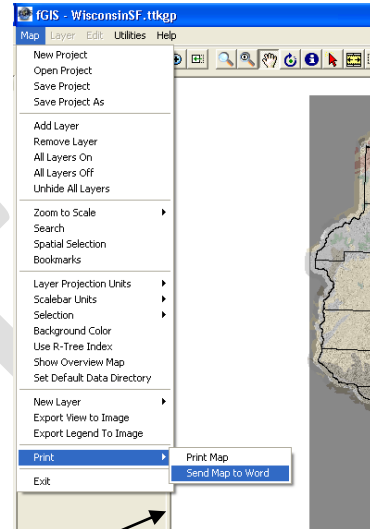 fGIS - WisconsinSF.ttkgp
Map Layer Edit Utilities Help
New Project
Open Project
Save Project
Save Project As
Add Layer
Remove Layer
All Layers On
All Layers Off
Unhide All Layers
Zoom to Scale
Search
Spatial Selection
Bookmarks
Layer Projection Units
Scalebar Units
Selection
Background Color
Use R-Tree Index
Show Overview Map
Set Default Data Directory
New Layer
Export View to Image
Export Legend To Image
Print
Print Map
Send Map to Word
Exit